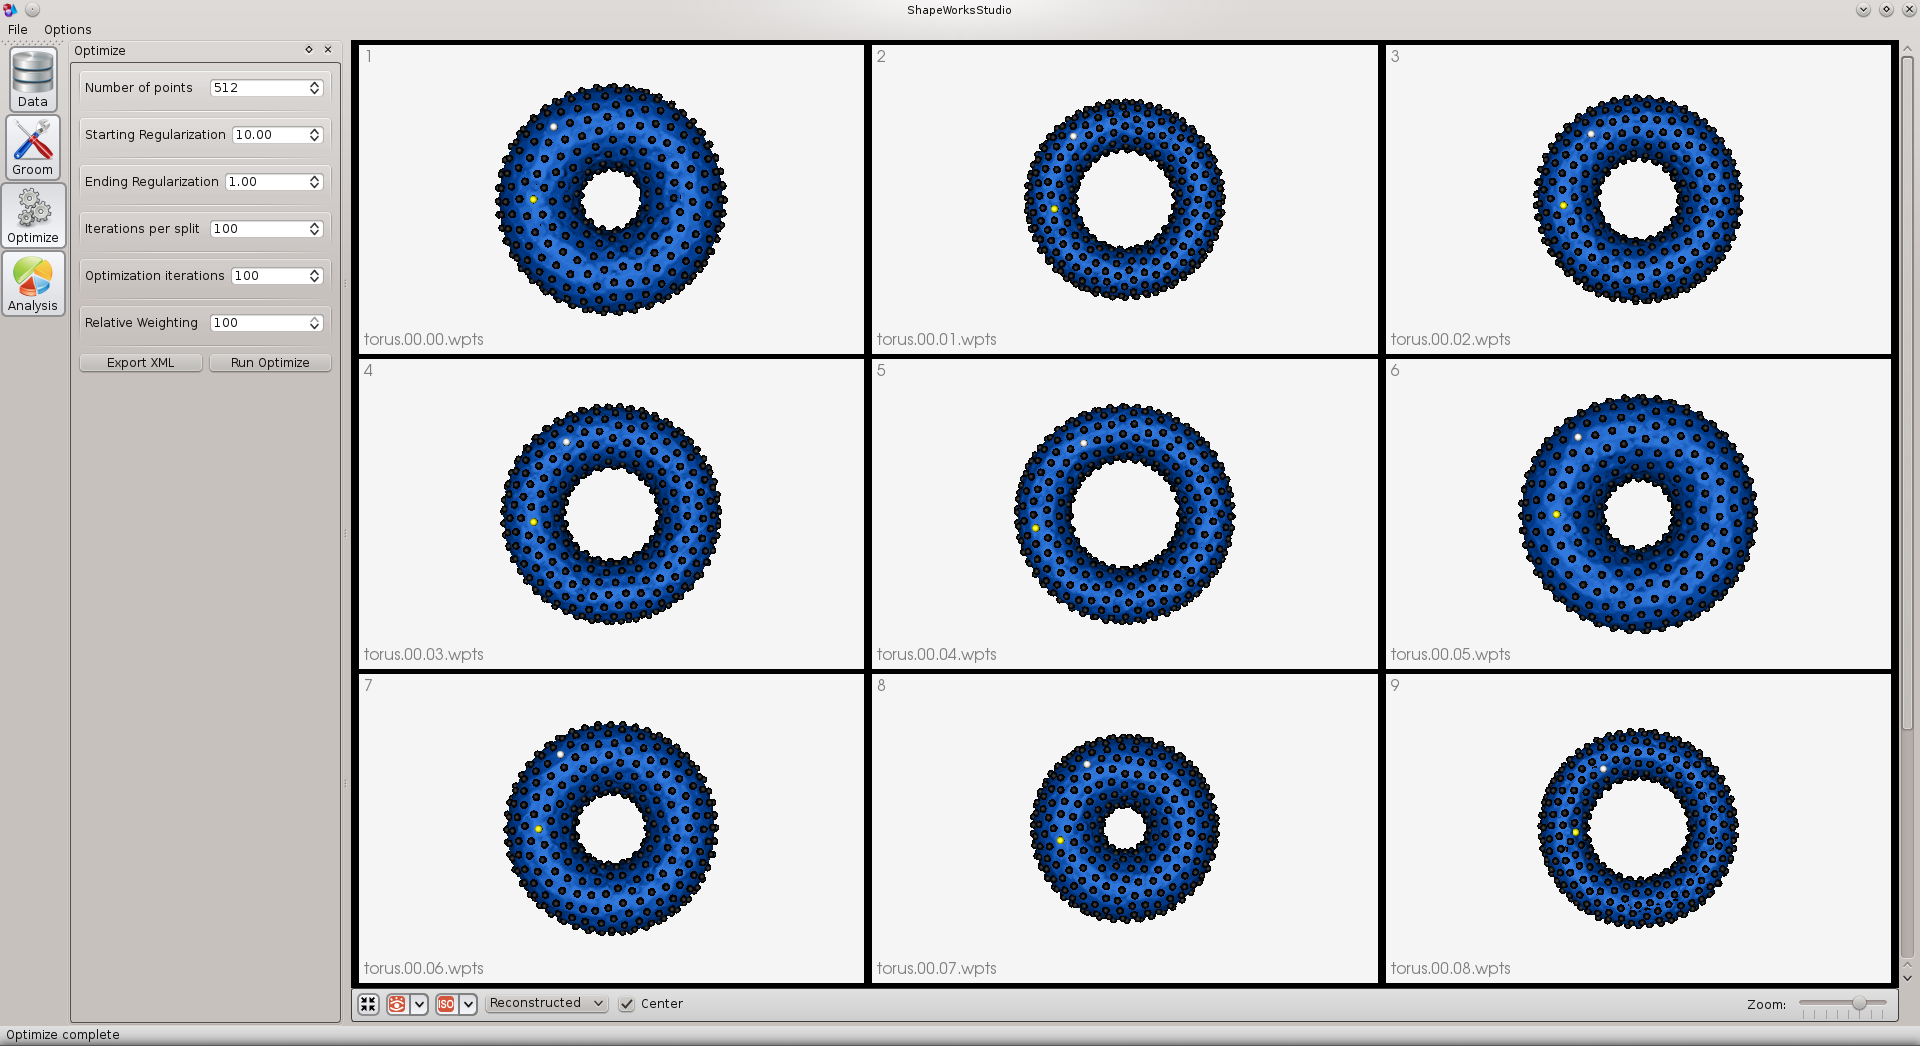 ShapeWorksStudio
File Options
Optimize
Data
Groom
Optimize
Analysis
Number of points 512
Starting Regularization 10.00
Ending Regularization 1.00
Iterations per split 100
Optimization iterations 100
Relative Weighting 100
Export XML Run Optimize
1 2 3
torus.00.00.wpts torus.00.01.wpts torus.00.02.wpts
4 5 6
torus.00.03.wpts torus.00.04.wpts torus.00.05.wpts
7 8 9
torus.00.06.wpts torus.00.07.wpts torus.00.08.wpts
ISO Reconstructed Center Zoom:
Optimize complete